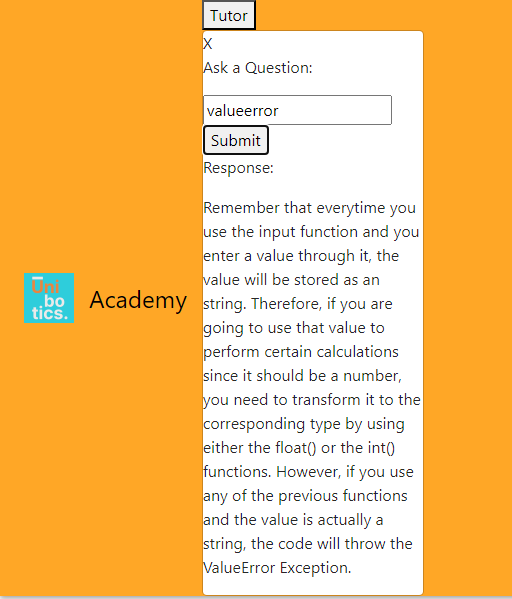 Tutor
X
Ask a Question:
valueerror
Submit
Response:
Remember that everytime you
use the input function and you
enter a value through it, the
value will be stored as an
string. Therefore, if you are
going to use that value to
perform certain calculations
since it should be a number,
you need to transform it to the
corresponding type by using
either the float() or the int()
functions. However, if you use
any of the previous functions
and the value is actually a
string, the code will throw the
ValueError Exception.
Uni
bo
tics.
Academy